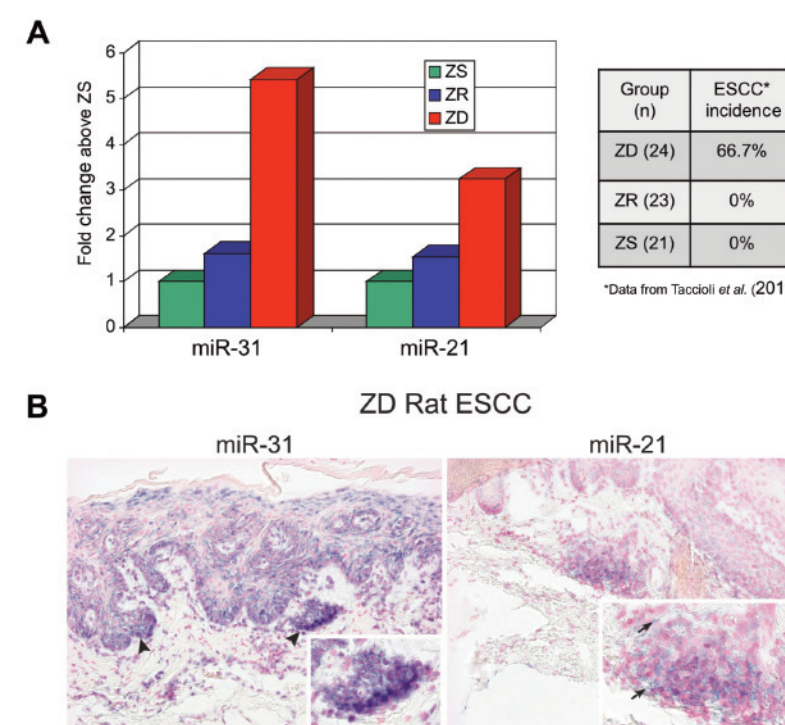 A
Fold change above ZS
6
5
4
3
2
1
0
ZS
ZR
ZD
miR-31 miR-21
Group (n) ESCC* incidence
ZD (24) 66.7%
ZR (23) 0%
ZS (21) 0%
*Data from Taccioli et al. (201
B
ZD Rat ESCC
miR-31 miR-21